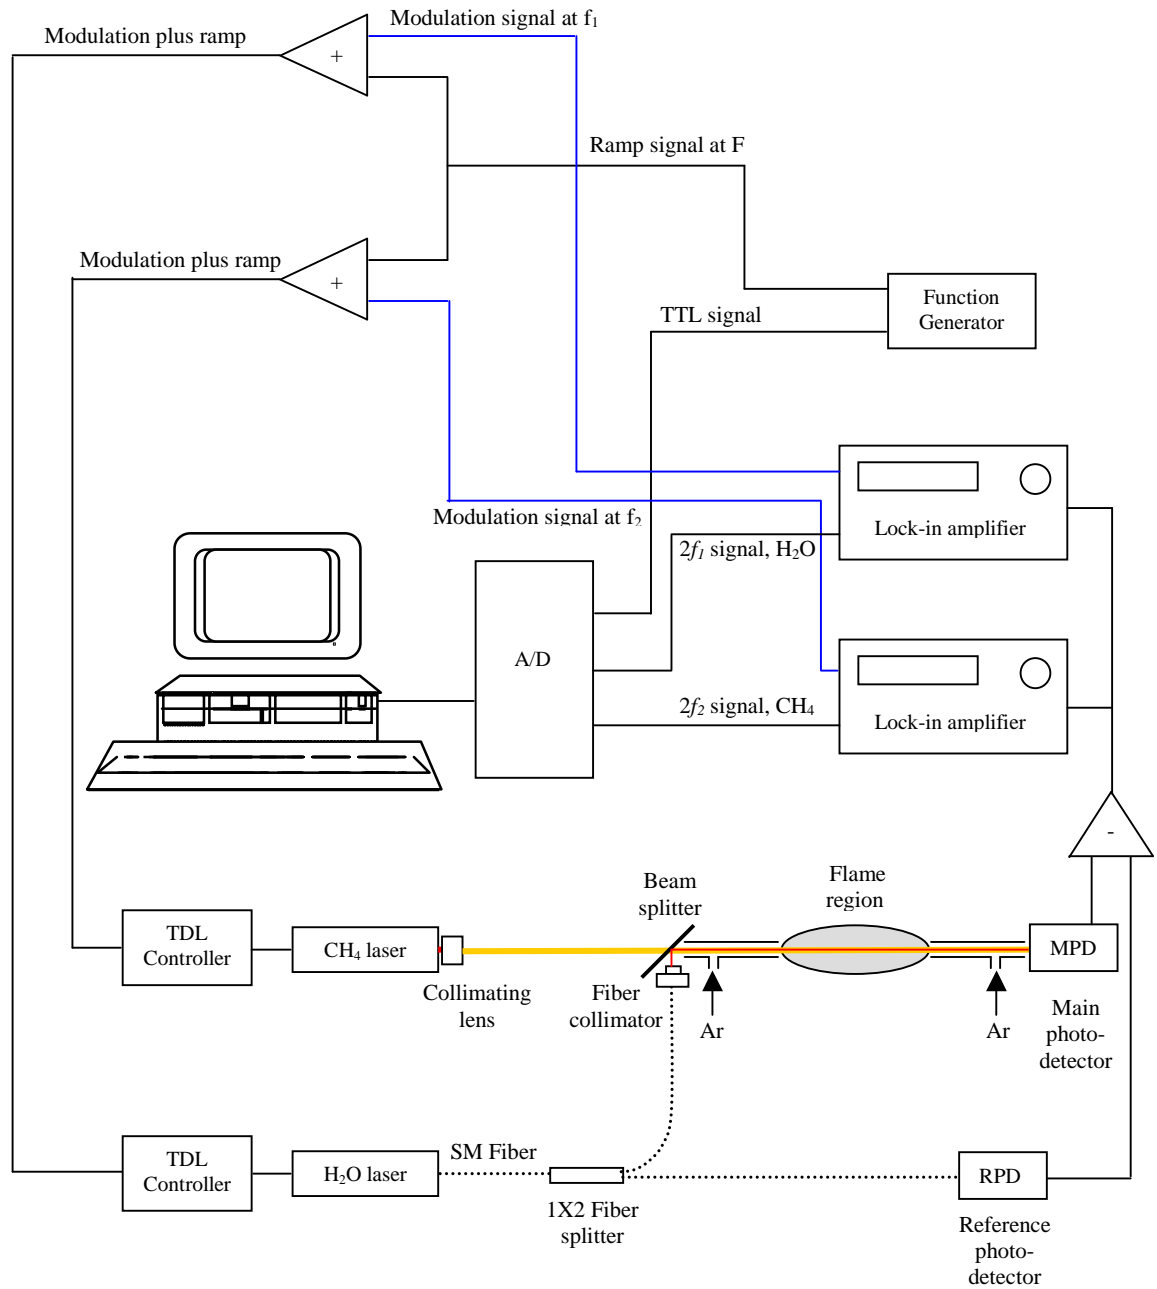 Modulation signal at f₁
Modulation plus ramp
+
Ramp signal at F
Modulation plus ramp
+
Function
Generator
TTL signal
Lock-in amplifier
Modulation signal at f₂
2f₁ signal, H₂O
A/D
2f₂ signal, CH₄
Lock-in amplifier
-
Beam
splitter
Flame
region
TDL
Controller
CH₄ laser
MPD
Collimating
lens
Fiber
collimator
Ar
Ar
Main
photo-
detector
TDL
Controller
H₂O laser
SM Fiber
RPD
1X2 Fiber
splitter
Reference
photo-
detector